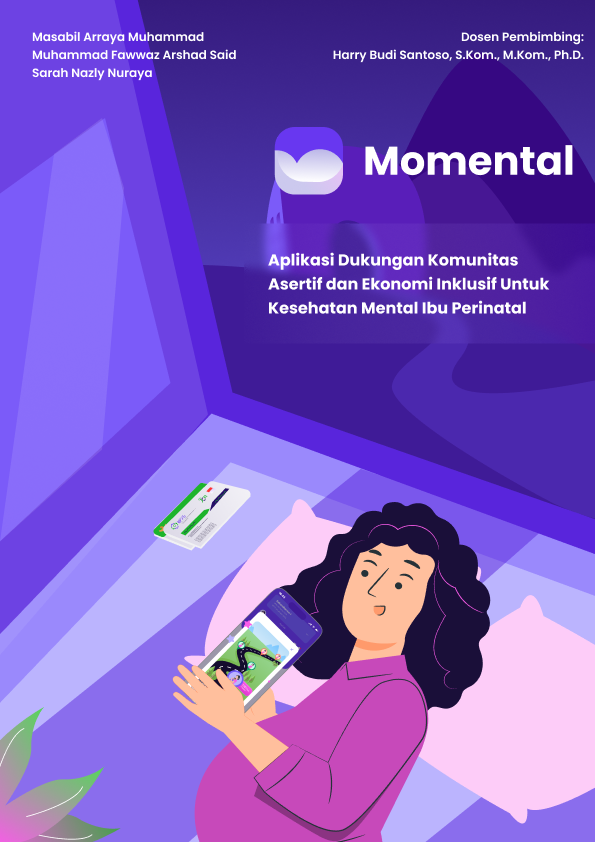 Masabil Arraya Muhammad
Muhammad Fawwaz Arshad Said
Sarah Nazly Nuraya
Dosen Pembimbing:
Harry Budi Santoso, S.Kom., M.Kom., Ph.D.
Momental
Aplikasi Dukungan Komunitas
Asertif dan Ekonomi Inklusif Untuk
Kesehatan Mental Ibu Perinatal